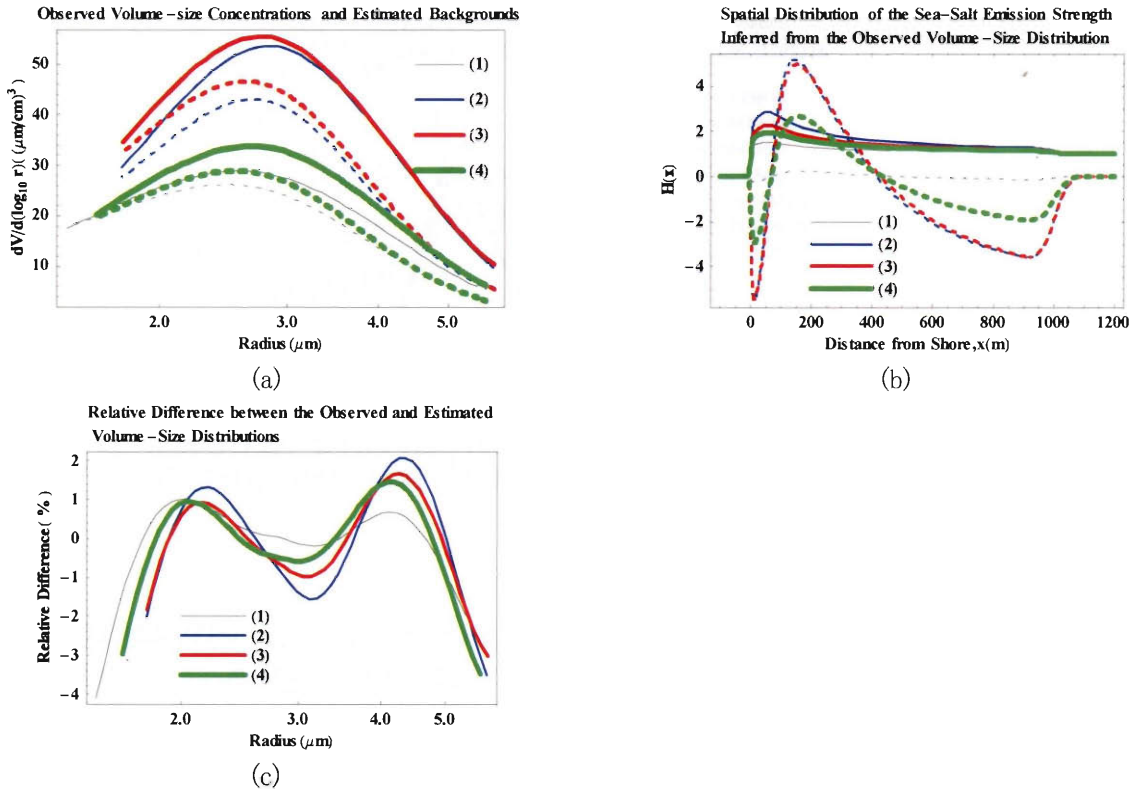 Observed Volume-size Concentrations and Estimated Backgrounds
dV/d(log10 r)( (μm/cm)^3)
50
40
30
20
10
(1)
(2)
(3)
(4)
2.0 3.0 4.0 5.0
Radius (μm)
(a)
Spatial Distribution of the Sea-Salt Emission Strength
Inferred from the Observed Volume-Size Distribution
H(x)
4
2
0
-2
-4
(1)
(2)
(3)
(4)
0 200 400 600 800 1000 1200
Distance from Shore,x(m)
(b)
Relative Difference between the Observed and Estimated
Volume-Size Distributions
Relative Difference( %)
2
1
0
-1
-2
-3
-4
(1)
(2)
(3)
(4)
2.0 3.0 4.0 5.0
Radius (μm)
(c)